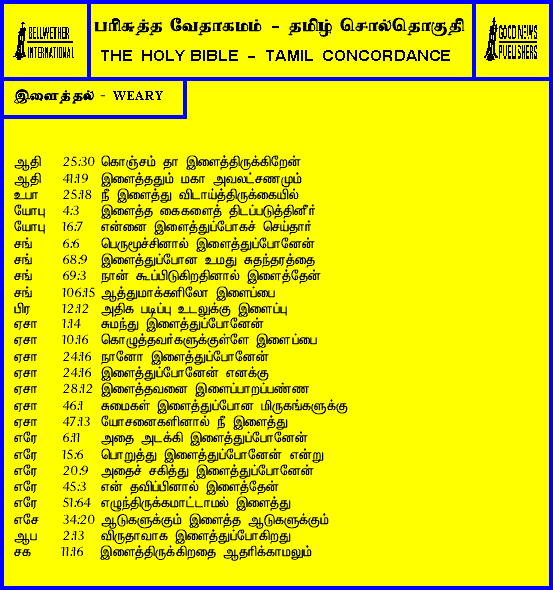 BELLWETHER
INTERNATIONAL
பரிசுத்த வேதாகமம் - தமிழ் சொல்தொகுதி
THE HOLY BIBLE - TAMIL CONCORDANCE
GOOD NEWS
PUBLISHERS
இளைத்தல் - WEARY
ஆதி 25:30 கொஞ்சம் தா இளைத்திருக்கிறேன்
ஆதி 41:19 இளைத்ததும் மகா அவலட்சணமும்
உபா 25:18 நீ இளைத்து விடாய்த்திருக்கையில்
யோபு 4:3 இளைத்த கைகளைத் திடப்படுத்தினீர்
யோபு 16:7 என்னை இளைத்துப்போகச் செய்தார்
சங் 6:6 பெருமூச்சினால் இளைத்துப்போனேன்
சங் 68:9 இளைத்துப்போன உமது சுதந்தரத்தை
சங் 69:3 நான் கூப்பிடுகிறதினால் இளைத்தேன்
சங் 106:15 ஆத்துமாக்களிலோ இளைப்பை
பிர 12:12 அதிக படிப்பு உடலுக்கு இளைப்பு
ஏசா 1:14 சுமந்து இளைத்துப்போனேன்
ஏசா 10:16 கொழுத்தவர்களுக்குள்ளே இளைப்பை
ஏசா 24:16 நானோ இளைத்துப்போனேன்
ஏசா 24:16 இளைத்துப்போனேன் எனக்கு
ஏசா 28:12 இளைத்தவனை இளைப்பாறப்பண்ண
ஏசா 46:1 சுமைகள் இளைத்துப்போன மிருகங்களுக்கு
ஏசா 47:13 யோசனைகளினால் நீ இளைத்து
எரே 6:11 அதை அடக்கி இளைத்துப்போனேன்
எரே 15:6 பொறுத்து இளைத்துப்போனேன் என்று
எரே 20:9 அதைச் சகித்து இளைத்துப்போனேன்
எரே 45:3 என் தவிப்பினால் இளைத்தேன்
எரே 51:64 எழுந்திருக்கமாட்டாமல் இளைத்து
எசே 34:20 ஆடுகளுக்கும் இளைத்த ஆடுகளுக்கும்
ஆப 2:13 விருதாவாக இளைத்துப்போகிறது
சக 11:16 இளைத்திருக்கிறதை ஆதரிக்காமலும்